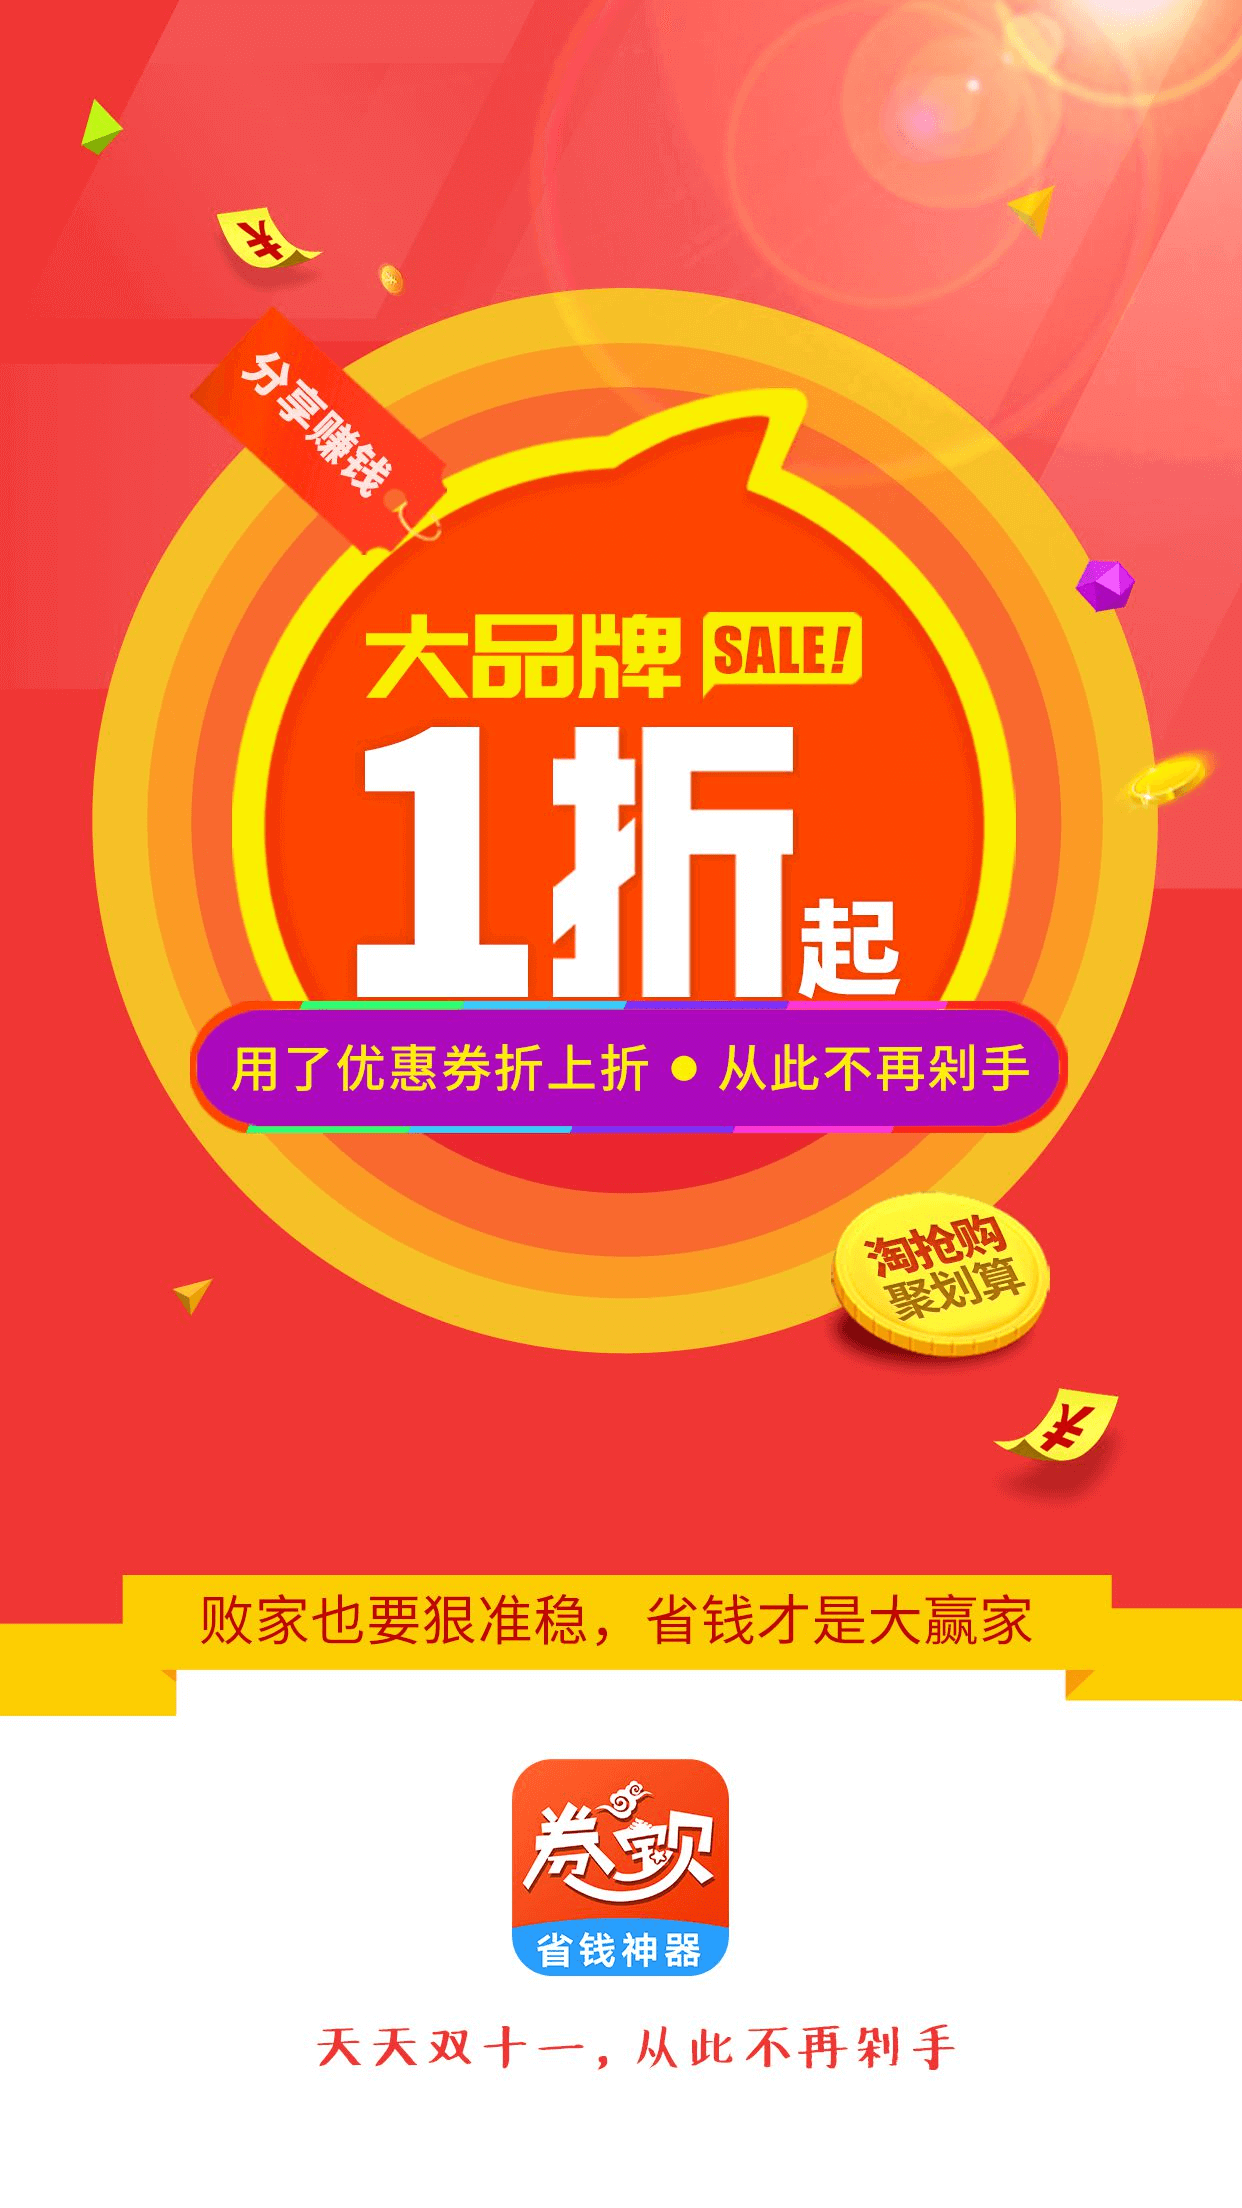 分享赚钱
大品牌 SALE!
1折起
用了优惠券折上折●从此不再剁手
淘抢购
聚划算
¥
¥
败家也要狠准稳，省钱才是大赢家
券宝贝
省钱神器
天天双十一，从此不再剁手